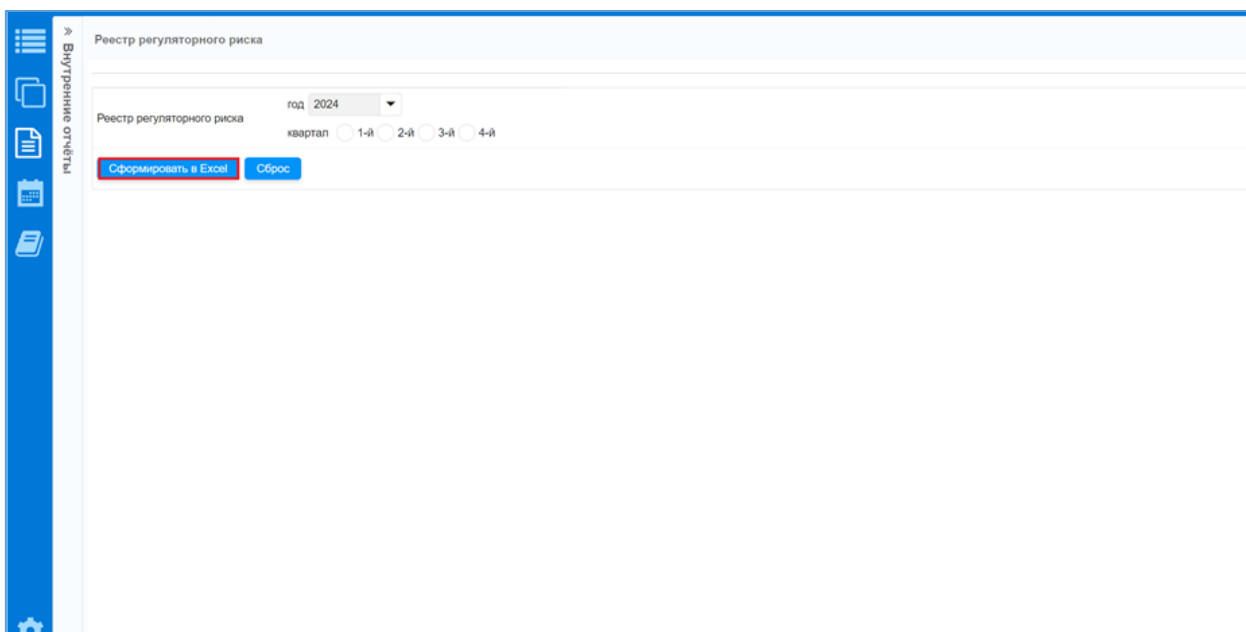 Внутренние отчёты
Реестр регуляторного риска
год 2024
Реестр регуляторного риска
квартал 1-й 2-й 3-й 4-й
Сформировать в Excel Сброс